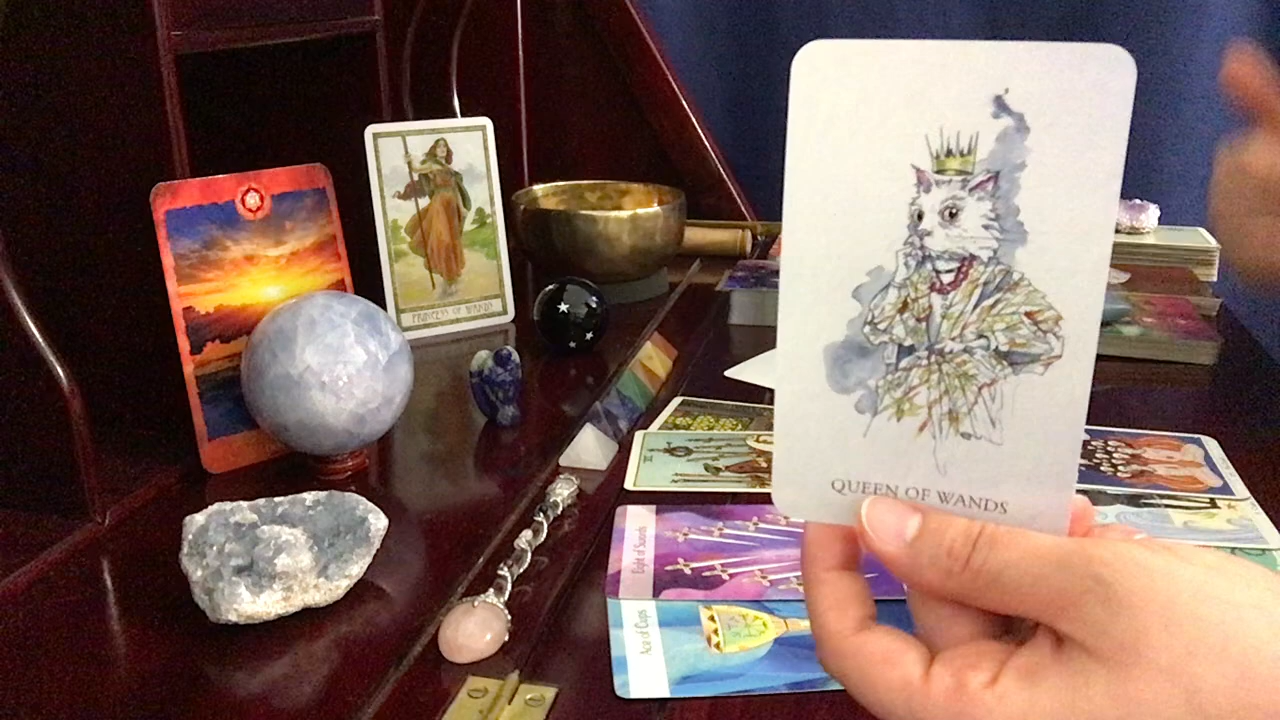 PRINCESS OF WANDS
QUEEN OF WANDS
Eight of Swords
Ace of Cups